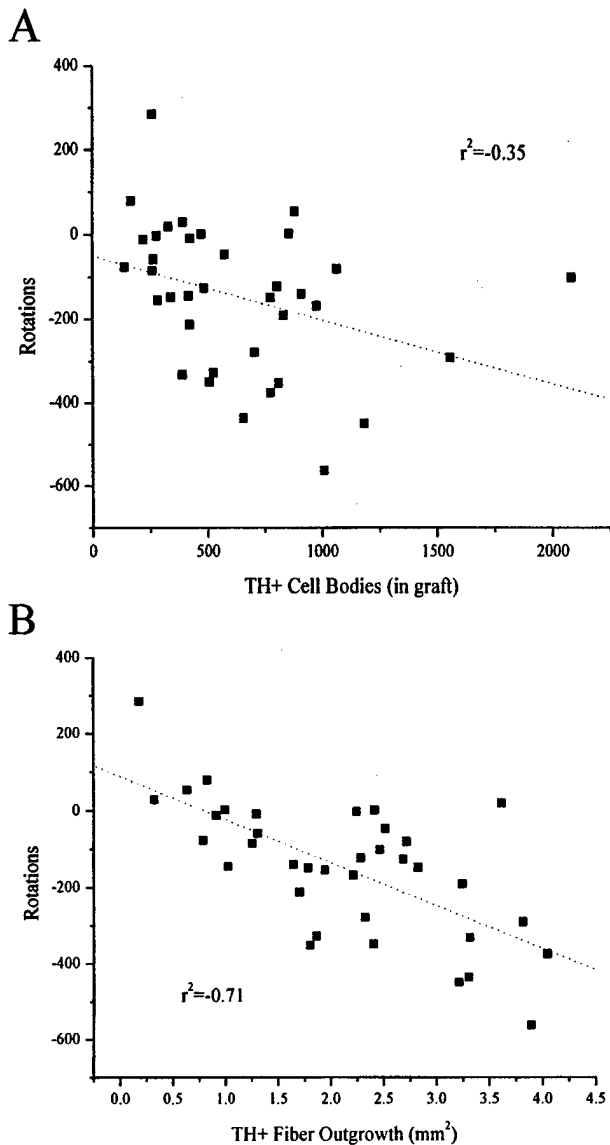 A
400
200
0
-200
-400
-600
Rotations
r²=-0.35
0 500 1000 1500 2000
TH+ Cell Bodies (in graft)
B
400
200
0
-200
-400
-600
Rotations
r²=-0.71
0.0 0.5 1.0 1.5 2.0 2.5 3.0 3.5 4.0 4.5
TH+ Fiber Outgrowth (mm²)